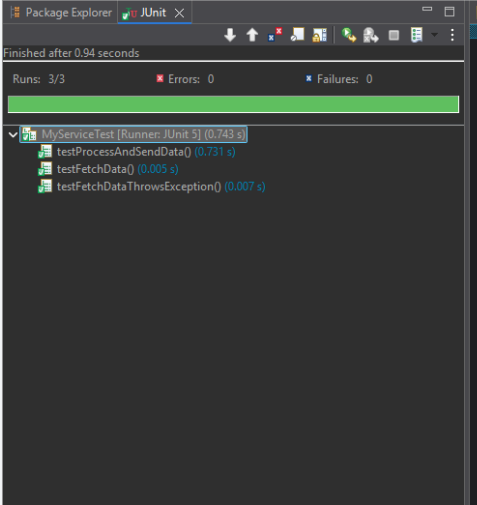 Package Explorer JUnit
Finished after 0.94 seconds
Runs: 3/3 Errors: 0 Failures: 0
MyServiceTest [Runner: JUnit 5] (0.743 s)
testProcessAndSendData() (0.731 s)
testFetchData() (0.005 s)
testFetchDataThrowsException() (0.007 s)